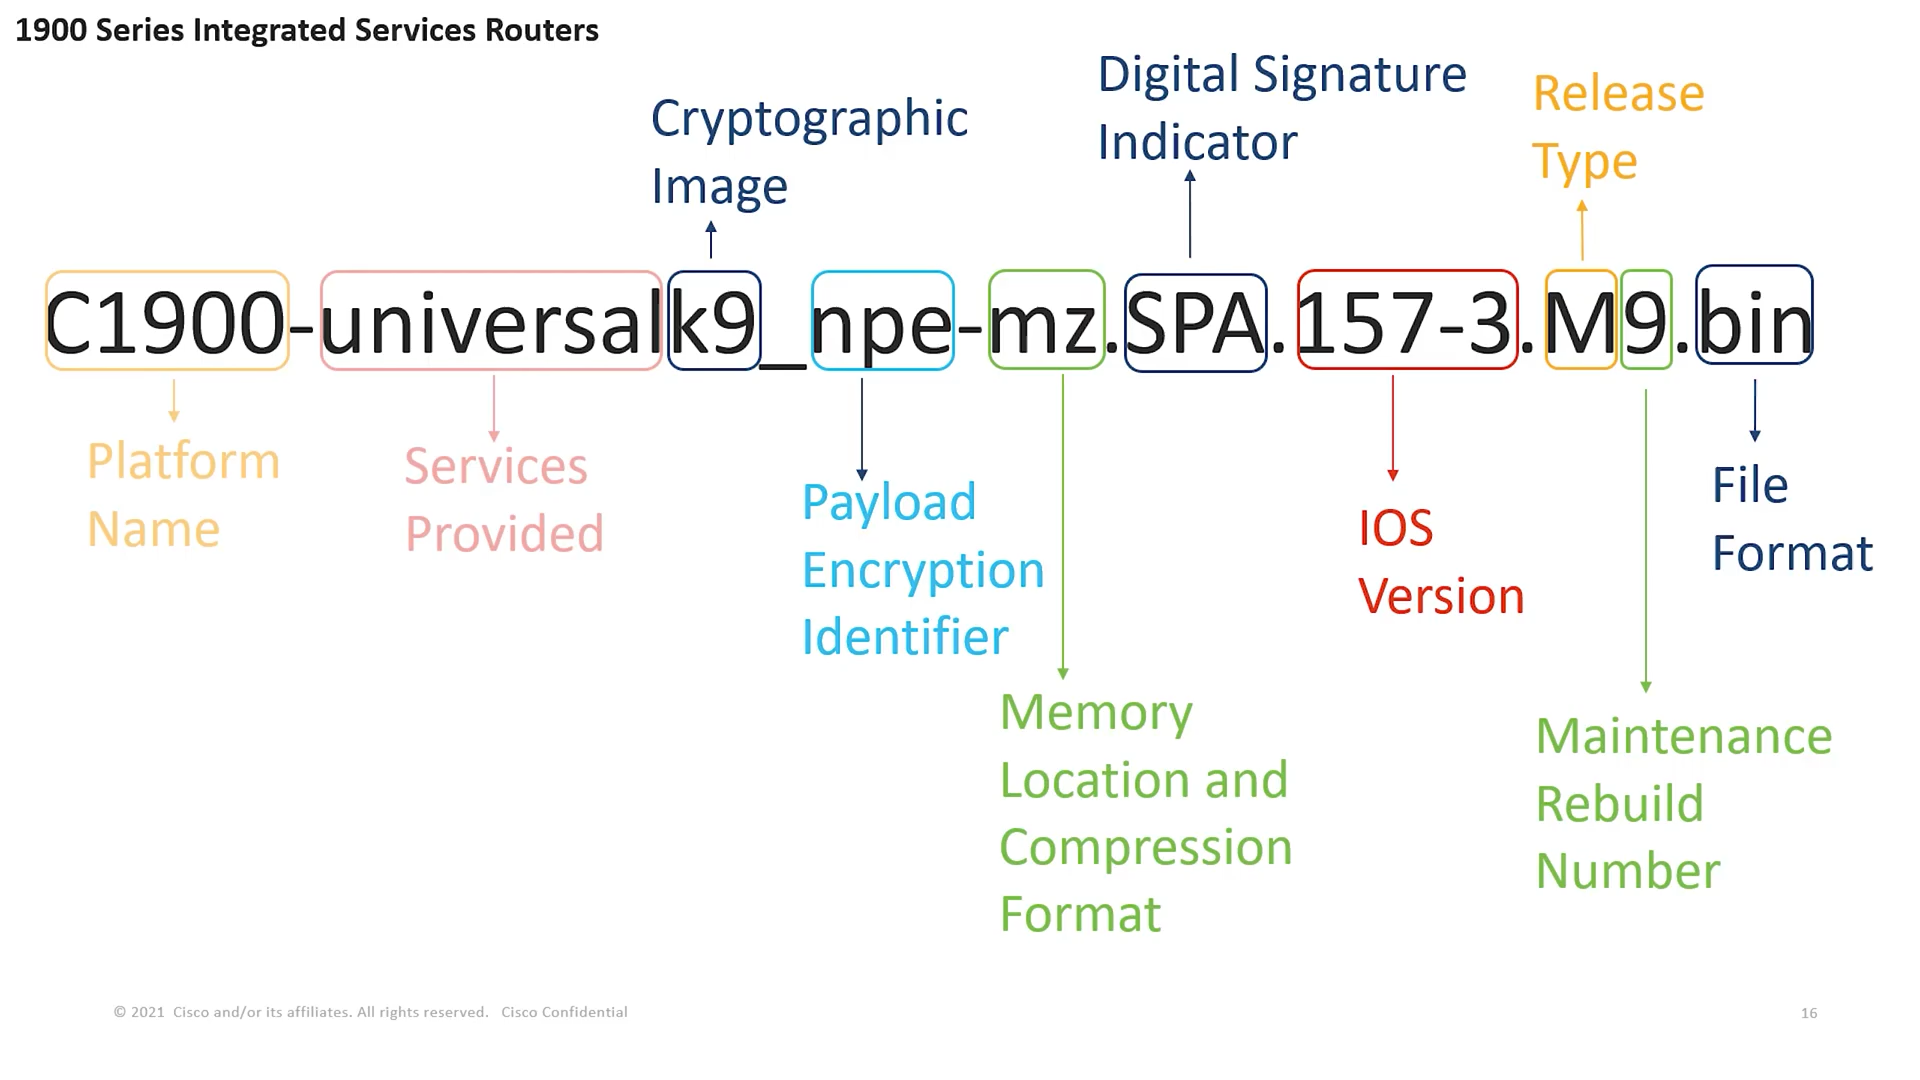 1900 Series Integrated Services Routers
Cryptographic
Image
Digital Signature
Indicator
Release
Type
C1900-universalk9_npe-mz.SPA.157-3.M9.bin
Platform
Name
Services
Provided
Payload
Encryption
Identifier
Memory
Location and
Compression
Format
IOS
Version
Maintenance
Rebuild
Number
File
Format
© 2021 Cisco and/or its affiliates. All rights reserved. Cisco Confidential
16